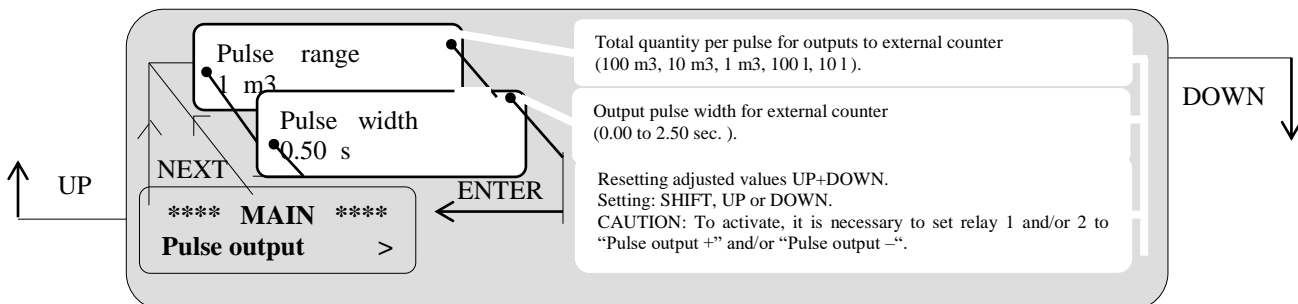 Pulse range
1 m3
Total quantity per pulse for outputs to external counter
(100 m3, 10 m3, 1 m3, 100 l, 10 l ).
DOWN
Pulse width
0.50 s
Output pulse width for external counter
(0.00 to 2.50 sec. ).
UP
NEXT
ENTER
**** MAIN ****
Pulse output >
Resetting adjusted values UP+DOWN.
Setting: SHIFT, UP or DOWN.
CAUTION: To activate, it is necessary to set relay 1 and/or 2 to
“Pulse output +” and/or “Pulse output –“.